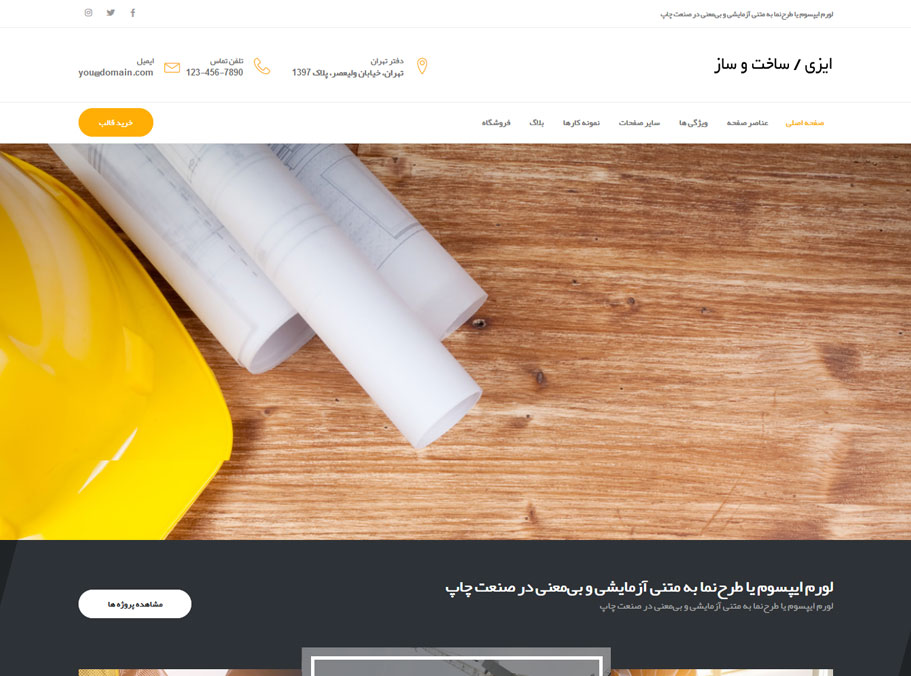 لورم ایپسوم یا طرح‌نما به متنی آزمایشی و بی‌معنی در صنعت چاپ
ایزی / ساخت و ساز
دفتر تهران
تهران، خیابان ولیعصر، پلاک 1397
تلفن تماس
123-456-7890
ایمیل
you@domain.com
صفحه اصلی
عناصر صفحه
ویژگی ها
سایر صفحات
نمونه کارها
بلاگ
فروشگاه
خرید قالب
لورم ایپسوم یا طرح‌نما به متنی آزمایشی و بی‌معنی در صنعت چاپ
لورم ایپسوم یا طرح‌نما به متنی آزمایشی و بی‌معنی در صنعت چاپ
مشاهده پروژه ها